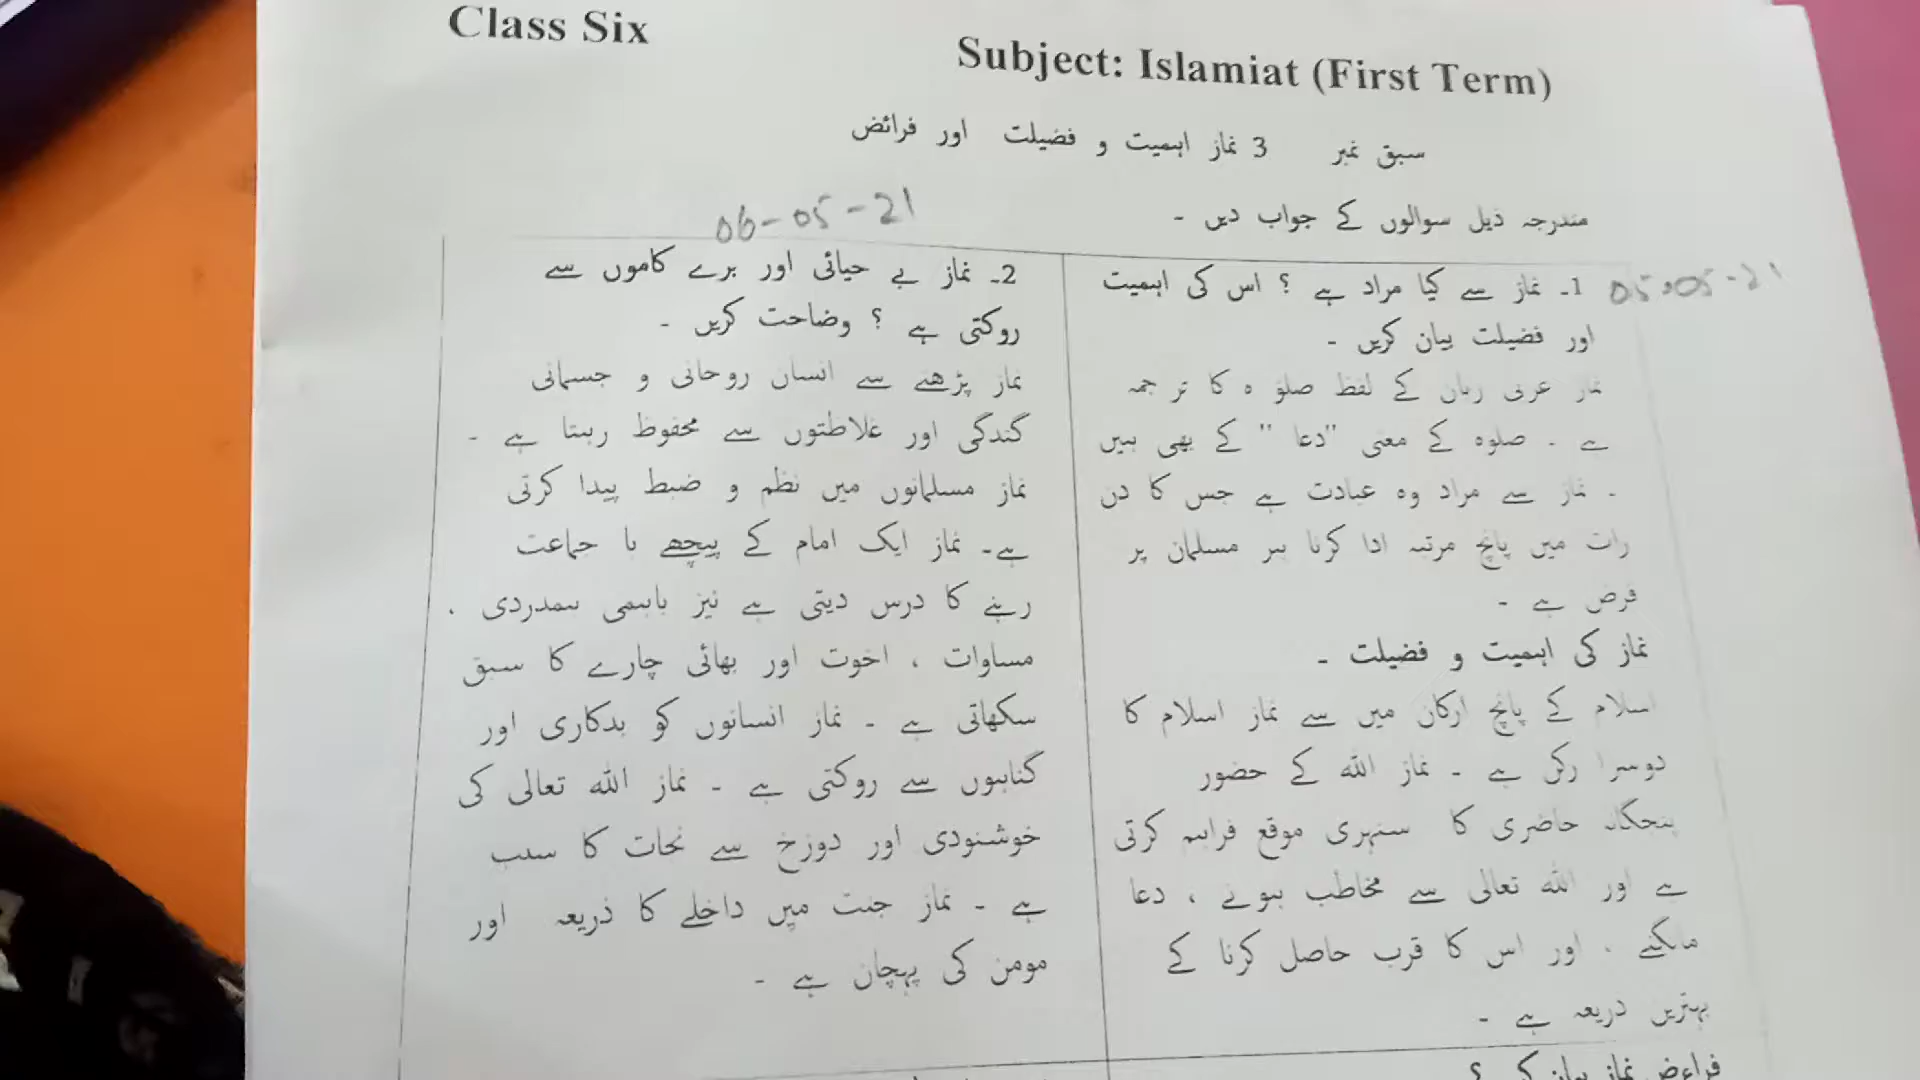 Class Six
Subject: Islamiat (First Term)
سبق نمبر 3 نماز اہمیت و فضیلت اور فرائض
مندرجہ ذیل سوالوں کے جواب دیں ۔
05-05-21
1۔ نماز سے کیا مراد ہے ؟ اس کی اہمیت
اور فضیلت بیان کریں ۔
نماز عربی زبان کے لفظ صلوٰ ہ کا تر جمہ
ہے ۔ صلوہ کے معنی "دعا " کے بھی ہیں
۔ نماز سے مراد وہ عبادت ہے جس کا دن
رات میں پانچ مرتبہ ادا کرنا ہر مسلمان پر
فرض ہے ۔
نماز کی اہمیت و فضیلت ۔
اسلام کے پانچ ارکان میں سے نماز اسلام کا
دوسرا رکن ہے ۔ نماز اللہ کے حضور
پنجگانہ حاضری کا سنہری موقع فراہم کرتی
ہے اور اللہ تعالی سے مخاطب ہونے ، دعا
مانگنے ، اور اس کا قرب حاصل کرنا کے
بہترین ذریعہ ہے ۔
06-05-21
2۔ نماز بے حیائی اور برے کاموں سے
روکتی ہے ؟ وضاحت کریں ۔
نماز پڑھنے سے انسان روحانی و جسمانی
گندگی اور غلاظتوں سے محفوظ رہتا ہے ۔
نماز مسلمانوں میں نظم و ضبط پیدا کرتی
ہے۔ نماز ایک امام کے پیچھے با جماعت
رہنے کا درس دیتی ہے نیز باہمی ہمدردی ،
مساوات ، اخوت اور بھائی چارے کا سبق
سکھاتی ہے ۔ نماز انسانوں کو بدکاری اور
گناہوں سے روکتی ہے ۔ نماز اللہ تعالی کی
خوشنودی اور دوزخ سے نجات کا سبب
ہے ۔ نماز جنت میں داخلے کا ذریعہ اور
مومن کی پہچان ہے ۔
نماز بیان